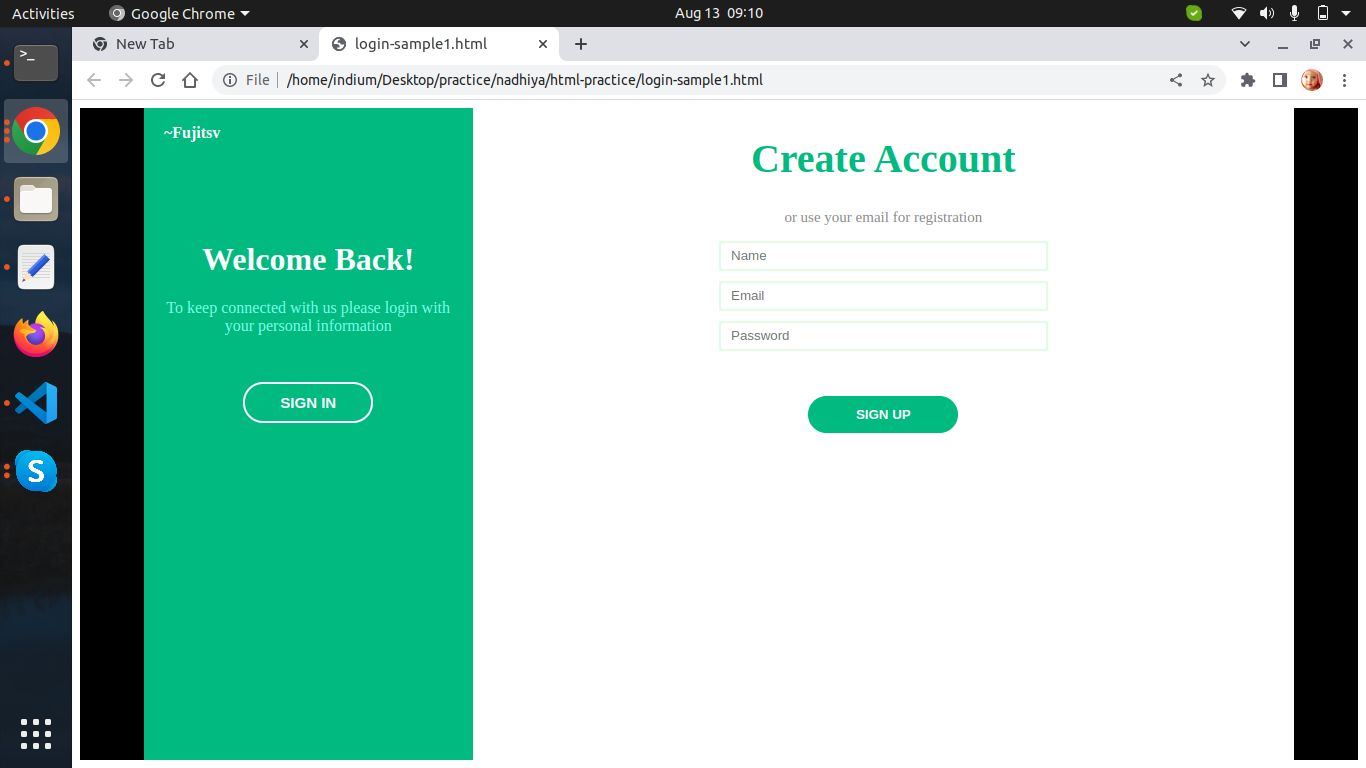 Activities
Google Chrome
Aug 13 09:10
New Tab
login-sample1.html
File
/home/indium/Desktop/practice/nadhiya/html-practice/login-sample1.html
>_
S
~Fujitsv
Welcome Back!
To keep connected with us please login with
your personal information
SIGN IN
Create Account
or use your email for registration
Name
Email
Password
SIGN UP